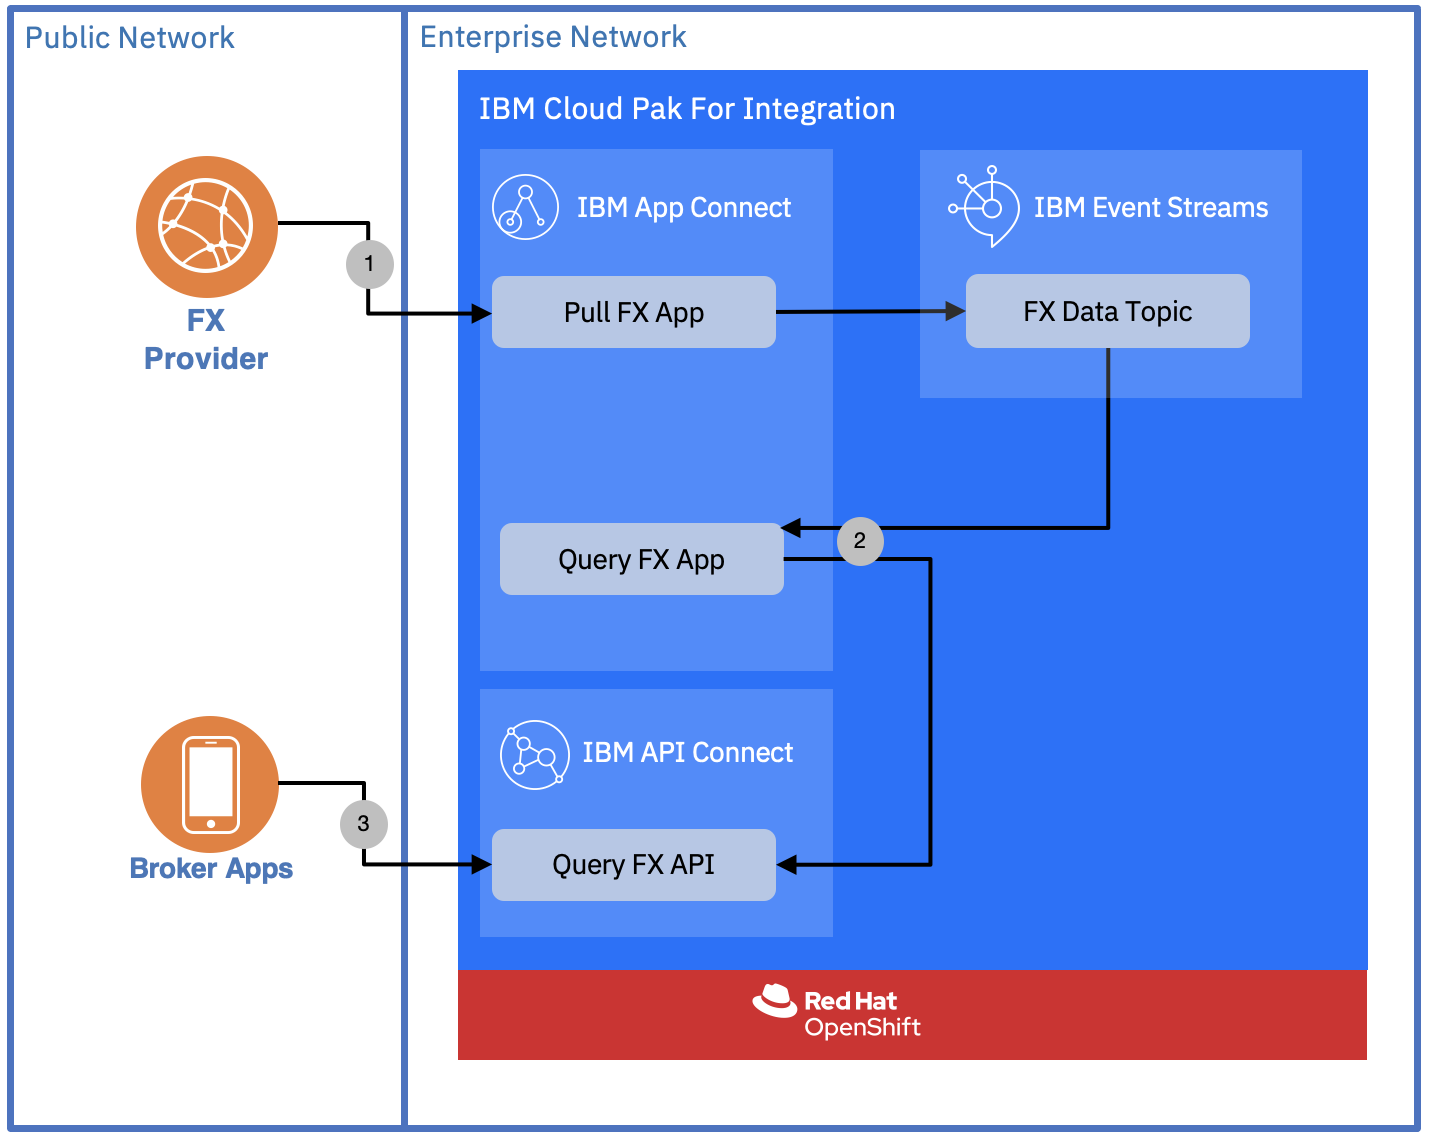 Public Network
Enterprise Network
IBM Cloud Pak For Integration
IBM App Connect
IBM Event Streams
1
Pull FX App
FX Data Topic
FX
Provider
2
Query FX App
IBM API Connect
3
Query FX API
Broker Apps
Red Hat
OpenShift